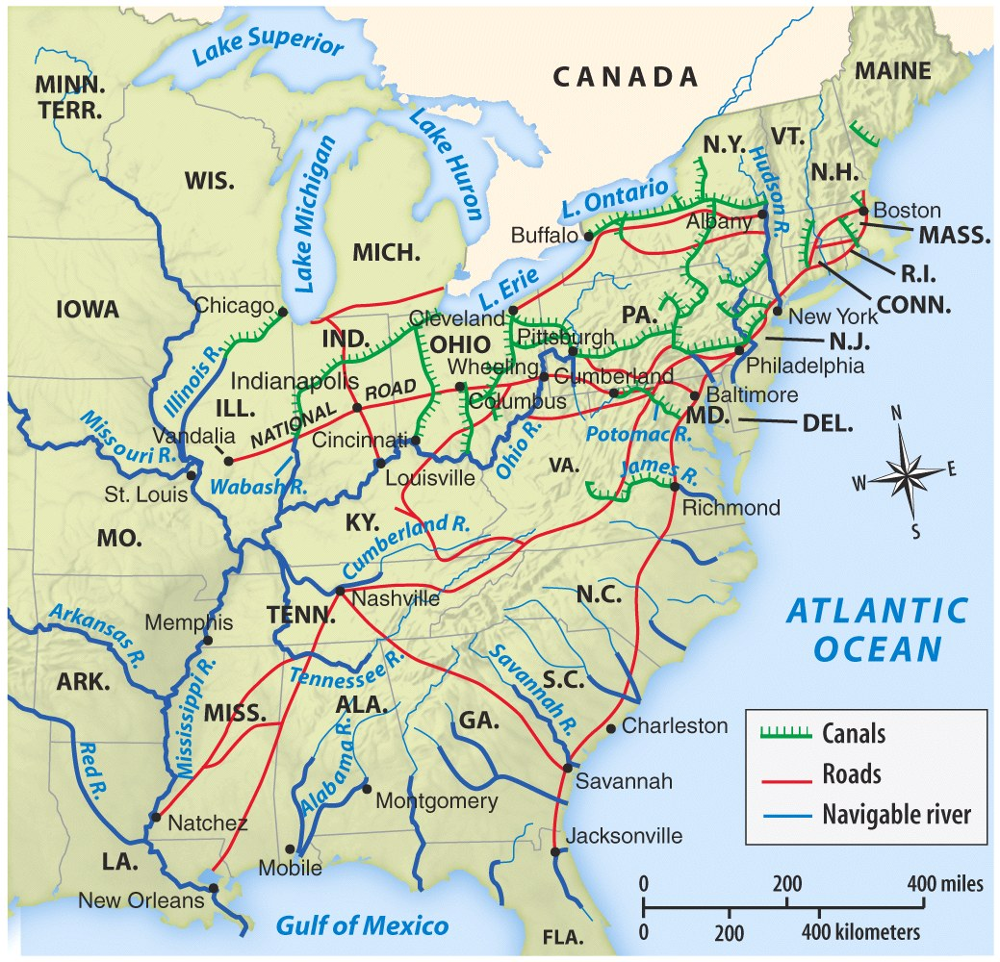 Lake Superior
CANADA
MAINE
MINN.
TERR.
Lake Michigan
Lake Huron
N.Y.
VT.
Hudson R.
WIS.
N.H.
L. Ontario
Boston
Albany
Buffalo
MASS.
MICH.
R.I.
L. Erie
CONN.
IOWA
Chicago
Cleveland
PA.
New York
IND.
OHIO
Pittsburgh
N.J.
Illinois R.
Wheeling
Philadelphia
Indianapolis
Cumberland
ILL.
NATIONAL ROAD
Columbus
Baltimore
MD.
DEL.
Missouri R.
Vandalia
Cincinnati
Ohio R.
Potomac R.
Wabash R.
Louisville
VA.
James R.
St. Louis
Richmond
N
W
E
S
MO.
KY.
Cumberland R.
Nashville
N.C.
TENN.
Memphis
Arkansas R.
ATLANTIC
OCEAN
Tennessee R.
Savannah R.
S.C.
ARK.
Mississippi R.
MISS.
ALA.
GA.
Charleston
Red R.
Alabama R.
Savannah
Montgomery
Natchez
Jacksonville
LA.
Mobile
New Orleans
Gulf of Mexico
FLA.
Canals
Roads
Navigable river
0 200 400 miles
0 200 400 kilometers